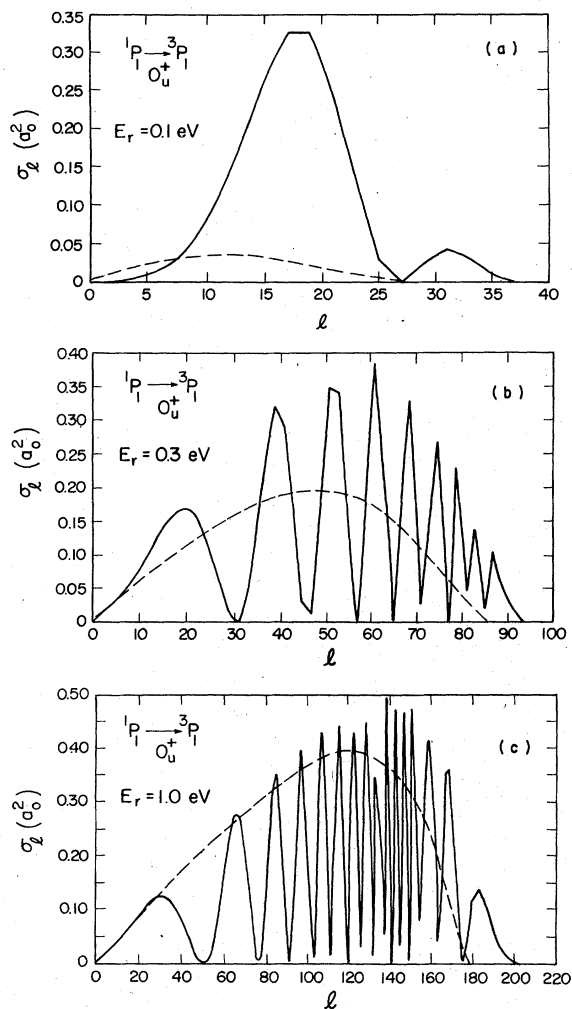 0.35
0.30
0.25
0.20
0.15
0.10
0.05
0
σℓ (a₀²)
¹P₁ → ³P₁
0ᵤ⁺
Eᵣ = 0.1 eV
(a)
0 5 10 15 20 25 30 35 40
ℓ
0.40
0.35
0.30
0.25
0.20
0.15
0.10
0.05
0
σℓ (a₀²)
¹P₁ → ³P₁
0ᵤ⁺
Eᵣ = 0.3 eV
(b)
0 10 20 30 40 50 60 70 80 90 100
ℓ
0.50
0.40
0.30
0.20
0.10
0
σℓ (a₀²)
¹P₁ → ³P₁
0ᵤ⁺
Eᵣ = 1.0 eV
(c)
0 20 40 60 80 100 120 140 160 180 200 220
ℓ